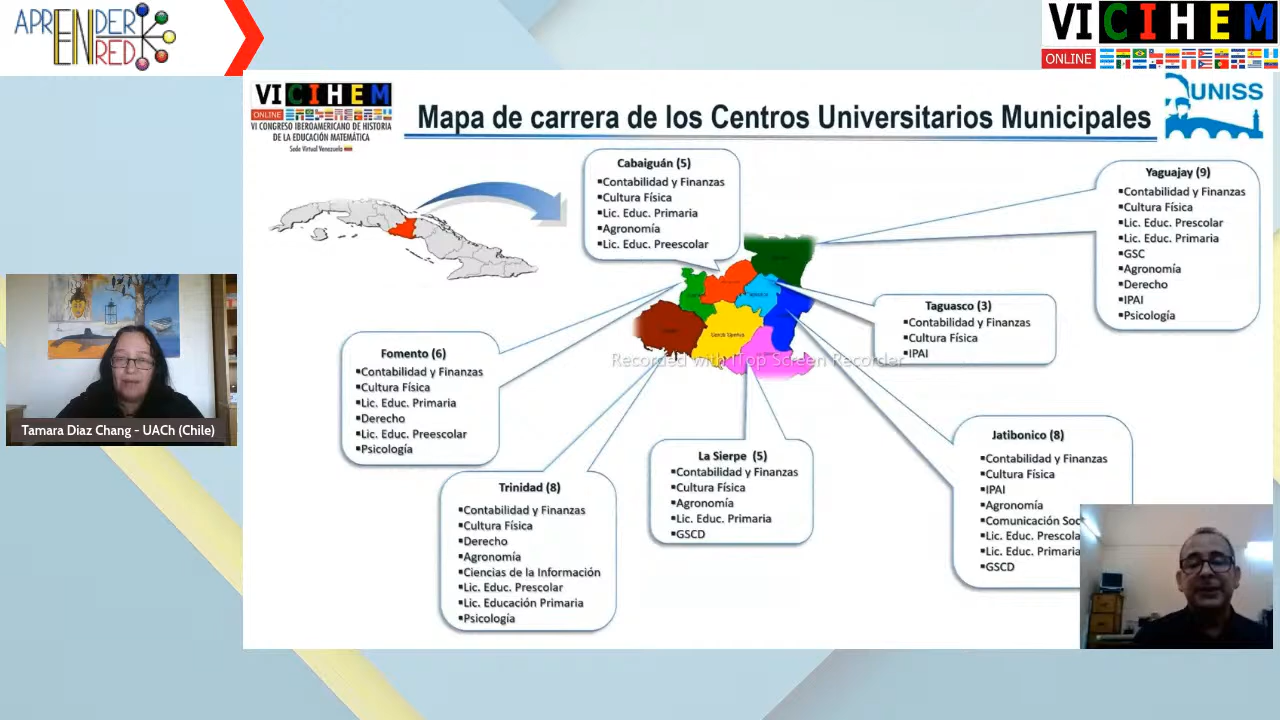 APRENDER
EN RED
VI CIHEM
ONLINE
VI CIHEM
ONLINE
VI CONGRESO IBEROAMERICANO DE HISTORIA
DE LA EDUCACIÓN MATEMÁTICA
Sede Virtual Venezuela
Mapa de carrera de los Centros Universitarios Municipales
UNISS
Cabaiguán (5)
▪Contabilidad y Finanzas
▪Cultura Física
▪Lic. Educ. Primaria
▪Agronomía
▪Lic. Educ. Preescolar
Yaguajay (9)
▪Contabilidad y Finanzas
▪Cultura Física
▪Lic. Educ. Prescolar
▪Lic. Educ. Primaria
▪GSC
▪Agronomía
▪Derecho
▪IPAI
▪Psicología
Taguasco (3)
▪Contabilidad y Finanzas
▪Cultura Física
▪IPAI
Recorded with iTop Screen Recorder
Fomento (6)
▪Contabilidad y Finanzas
▪Cultura Física
▪Lic. Educ. Primaria
▪Derecho
▪Lic. Educ. Preescolar
▪Psicología
Tamara Diaz Chang - UACh (Chile)
Trinidad (8)
▪Contabilidad y Finanzas
▪Cultura Física
▪Derecho
▪Agronomía
▪Ciencias de la Información
▪Lic. Educ. Prescolar
▪Lic. Educación Primaria
▪Psicología
La Sierpe (5)
▪Contabilidad y Finanzas
▪Cultura Física
▪Agronomía
▪Lic. Educ. Primaria
▪GSCD
Jatibonico (8)
▪Contabilidad y Finanzas
▪Cultura Física
▪IPAI
▪Agronomía
▪Comunicación Soc
▪Lic. Educ. Prescola
▪Lic. Educ. Primaria
▪GSCD